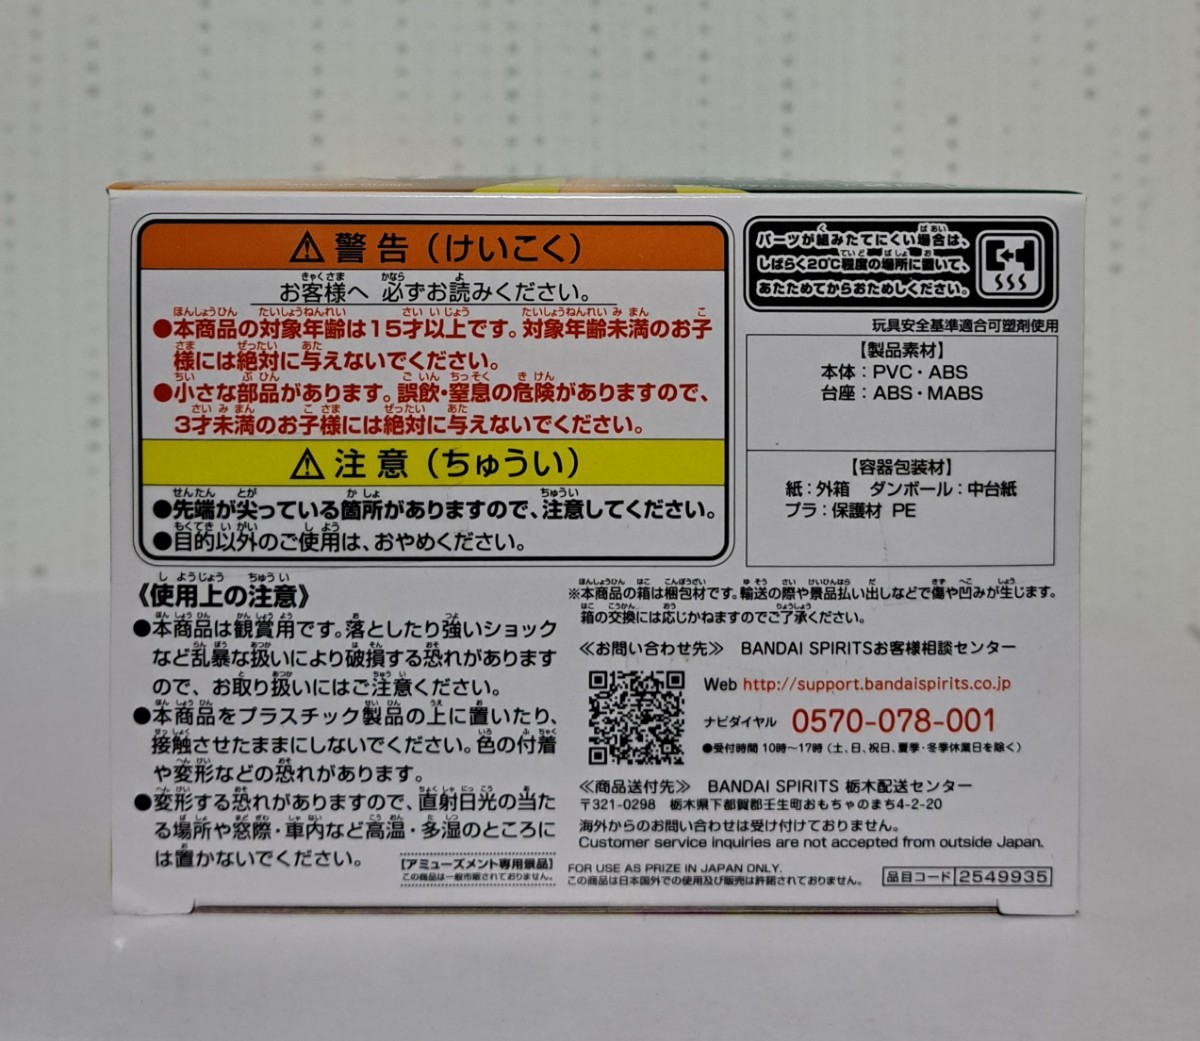 警告（けいこく）
お客様へ 必ずお読みください。
●本商品の対象年齢は15才以上です。対象年齢未満のお子
様には絶対に与えないでください。
●小さな部品があります。誤飲・窒息の危険がありますので、
3才未満のお子様には絶対に与えないでください。
注意（ちゅうい）
●先端が尖っている箇所がありますので、注意してください。
●目的以外のご使用は、おやめください。
パーツが組みたてにくい場合は、
しばらく20℃程度の場所に置いて、
あたためてからおためしください。
玩具安全基準適合可塑剤使用
【製品素材】
本体：PVC・ABS
台座：ABS・MABS
【容器包装材】
紙：外箱 ダンボール：中台紙
プラ：保護材 PE
《使用上の注意》
●本商品は観賞用です。落としたり強いショック
など乱暴な扱いにより破損する恐れがあります
ので、お取り扱いにはご注意ください。
●本商品をプラスチック製品の上に置いたり、
接触させたままにしないでください。色の付着
や変形などの恐れがあります。
●変形する恐れがありますので、直射日光の当た
る場所や窓際・車内など高温・多湿のところに
は置かないでください。
【アミューズメント専用景品】
この商品は一般市販されておりません。
※本商品の箱は梱包材です。輸送の際や景品払い出しなどで傷や凹みが生じます。
箱の交換には応じかねますのでご了承ください。
≪お問い合わせ先≫ BANDAI SPIRITSお客様相談センター
Web http://support.bandaispirits.co.jp
ナビダイヤル 0570-078-001
●受付時間 10時～17時（土、日、祝日、夏季・冬季休業日を除く）
≪商品送付先≫ BANDAI SPIRITS 栃木配送センター
〒321-0298 栃木県下都賀郡壬生町おもちゃのまち4-2-20
海外からのお問い合わせは受け付けておりません。
Customer service inquiries are not accepted from outside Japan.
FOR USE AS PRIZE IN JAPAN ONLY.
この商品は日本国外での使用及び販売は許諾されておりません。
品目コード 2549935